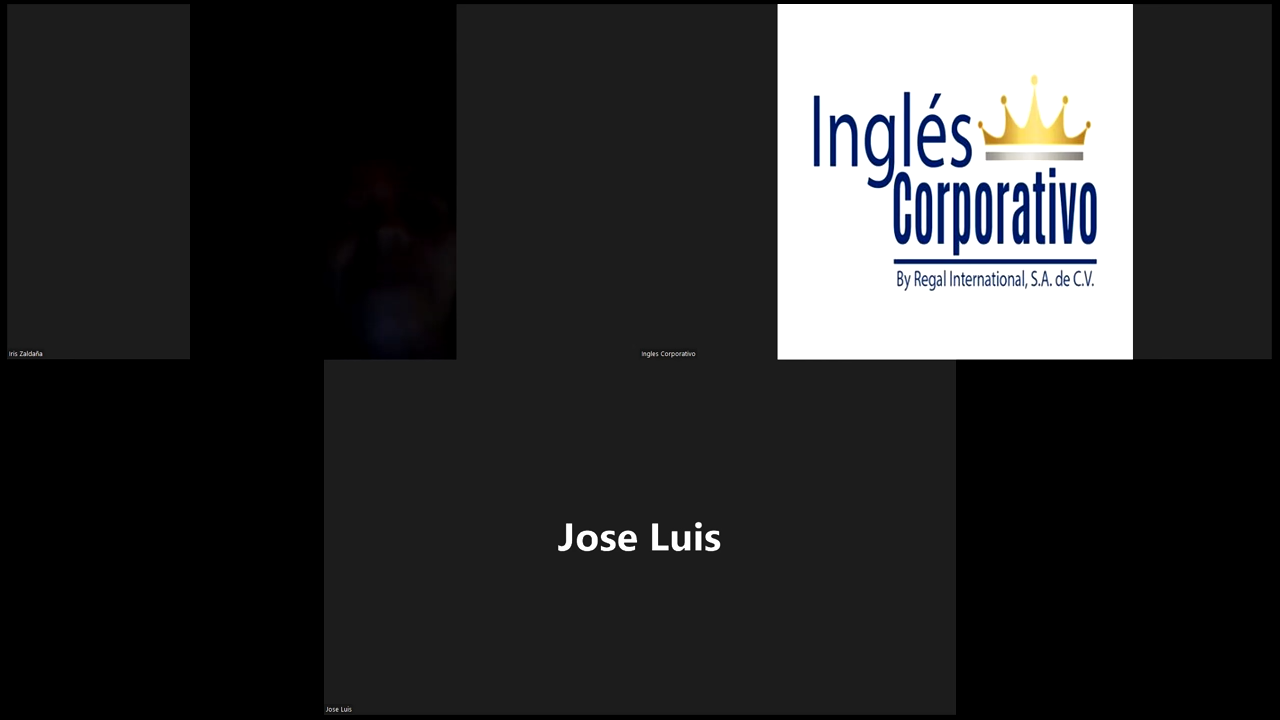 Inglés
Corporativo
By Regal International, S.A. de C.V.
Iris Zaldaña
Ingles Corporativo
Jose Luis
Jose Luis